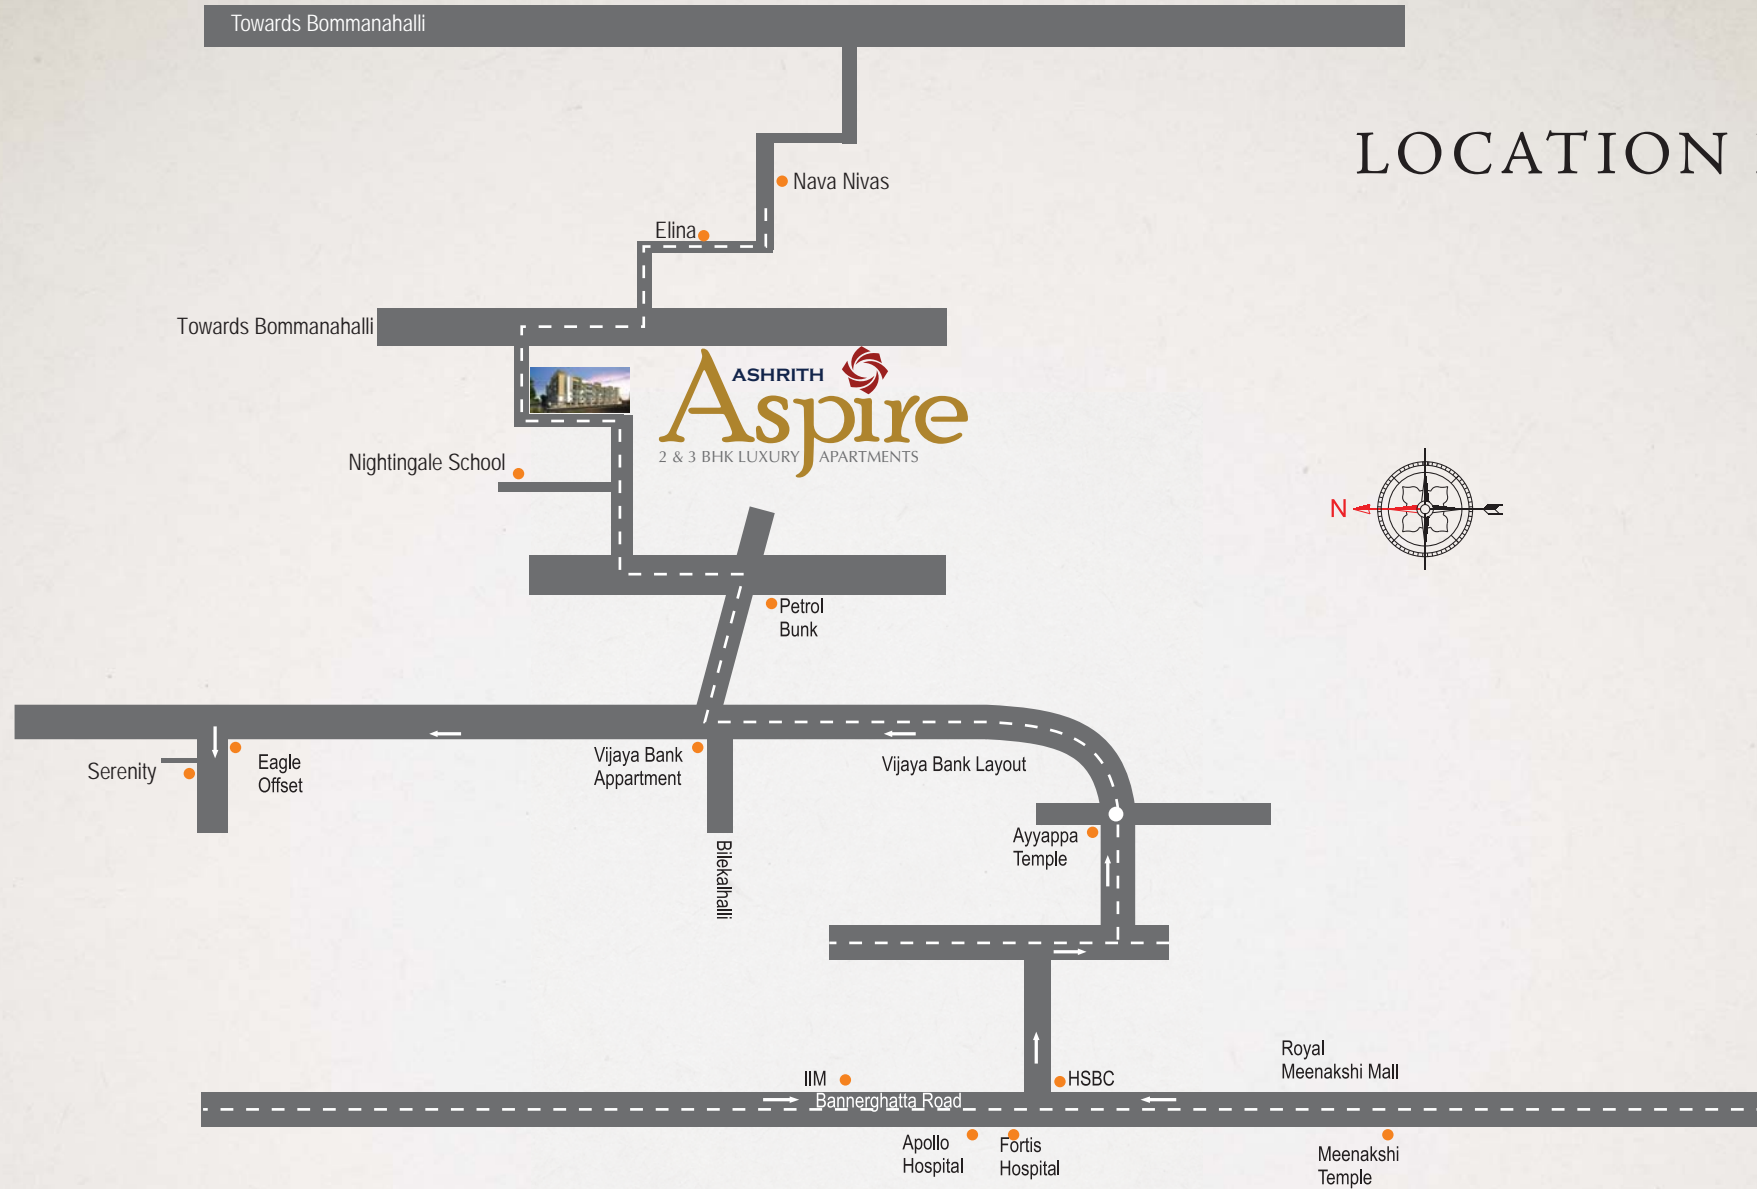 Towards Bommanahalli
LOCATION
Nava Nivas
Elina
Towards Bommanahalli
ASHRITH
Aspire
2 & 3 BHK LUXURY APARTMENTS
Nightingale School
N
Petrol
Bunk
Serenity
Eagle
Offset
Vijaya Bank
Appartment
Vijaya Bank Layout
Bilekalhalli
Ayyappa
Temple
Royal
Meenakshi Mall
IIM
HSBC
Bannerghatta Road
Apollo
Hospital
Fortis
Hospital
Meenakshi
Temple